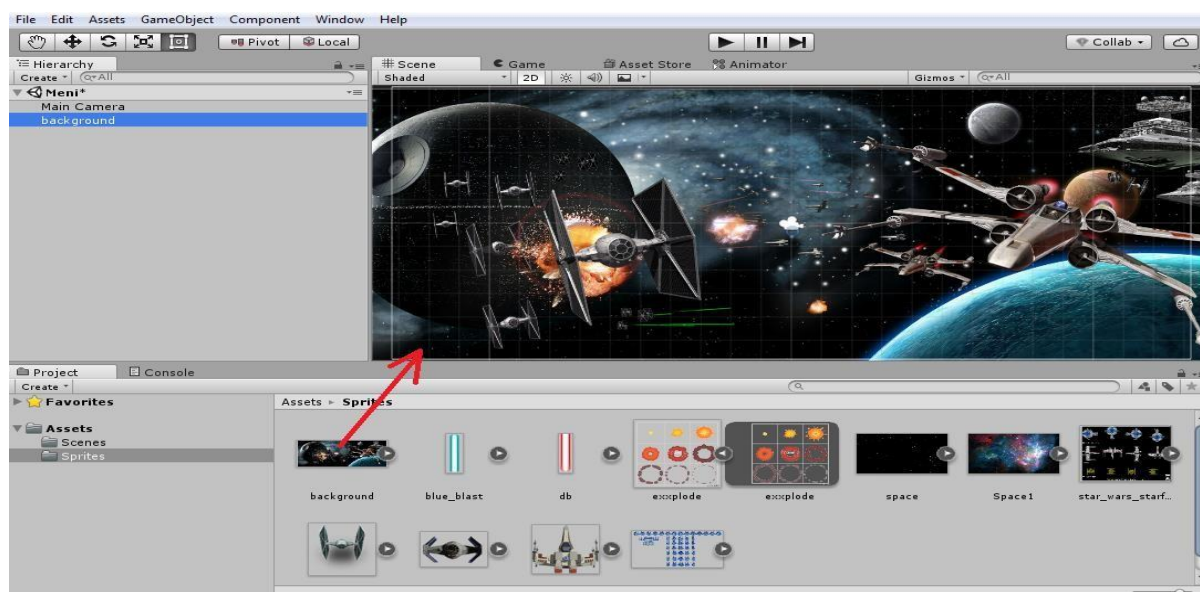 File Edit Assets GameObject Component Window Help
Pivot Local Collab
Hierarchy Scene Game Asset Store Animator
Create All Shaded 2D Gizmos All
Meni*
Main Camera
background
Project Console
Create
Favorites Assets ▸ Sprites
Assets
Scenes
Sprites
background blue_blast db exxplode exxplode space Space1 star_wars_starf...